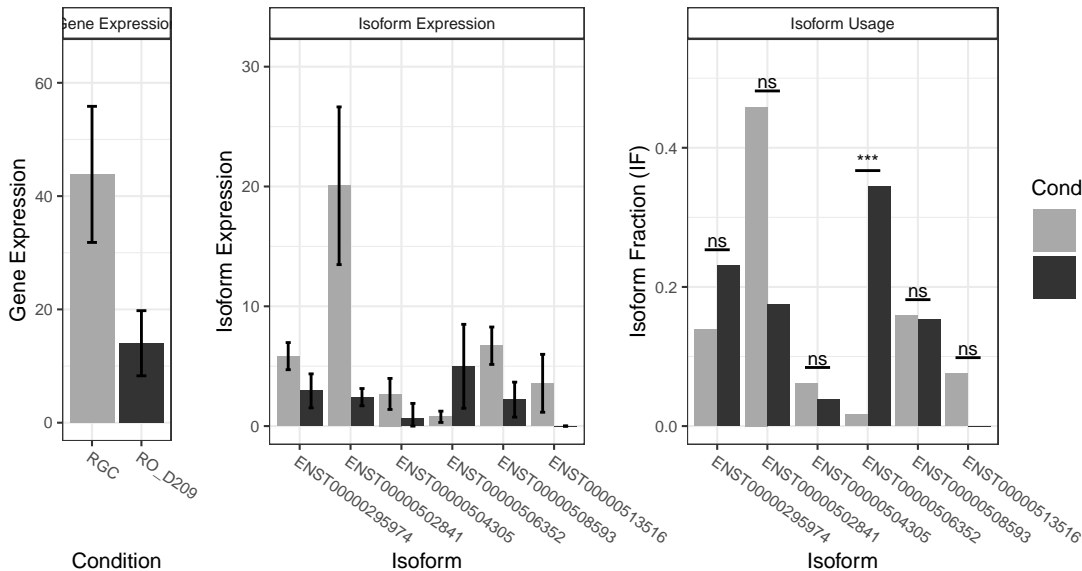 Gene Expression
Isoform Expression
Isoform Usage
Gene Expression
0
20
40
60
RGC
RO_D209
Condition
Isoform Expression
0
10
20
30
ENST00000295974
ENST00000502841
ENST00000504305
ENST00000506352
ENST00000508593
ENST00000513516
Isoform
Isoform Fraction (IF)
0.0
0.2
0.4
ns
ns
ns
***
ns
ns
ENST00000295974
ENST00000502841
ENST00000504305
ENST00000506352
ENST00000508593
ENST00000513516
Isoform
Cond